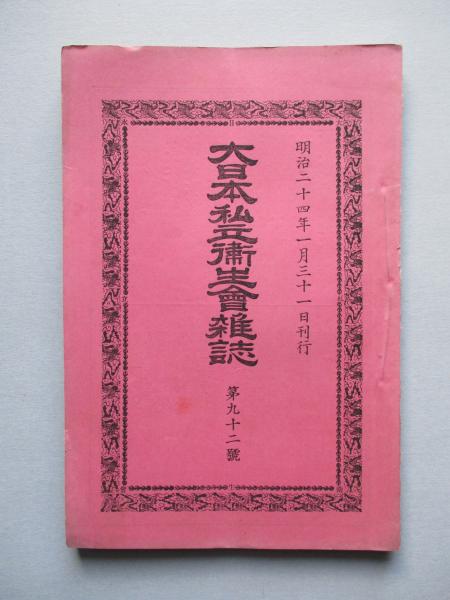 明治二十四年一月三十一日刊行
大日本私立衞生會雜誌
第九十二號